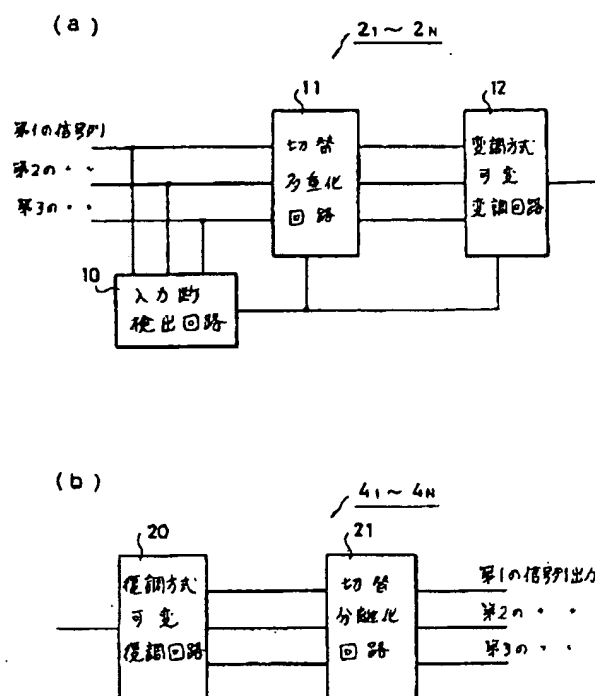 (a)
2₁～2ɴ
11
12
第1の信号列
第2の・・
第3の・・
切替
多重化
回路
変調方式
可変
変調回路
10
入力断
検出回路
(b)
4₁～4ɴ
20
21
復調方式
可変
復調回路
切替
分離化
回路
第1の信号列出力
第2の・・
第3の・・